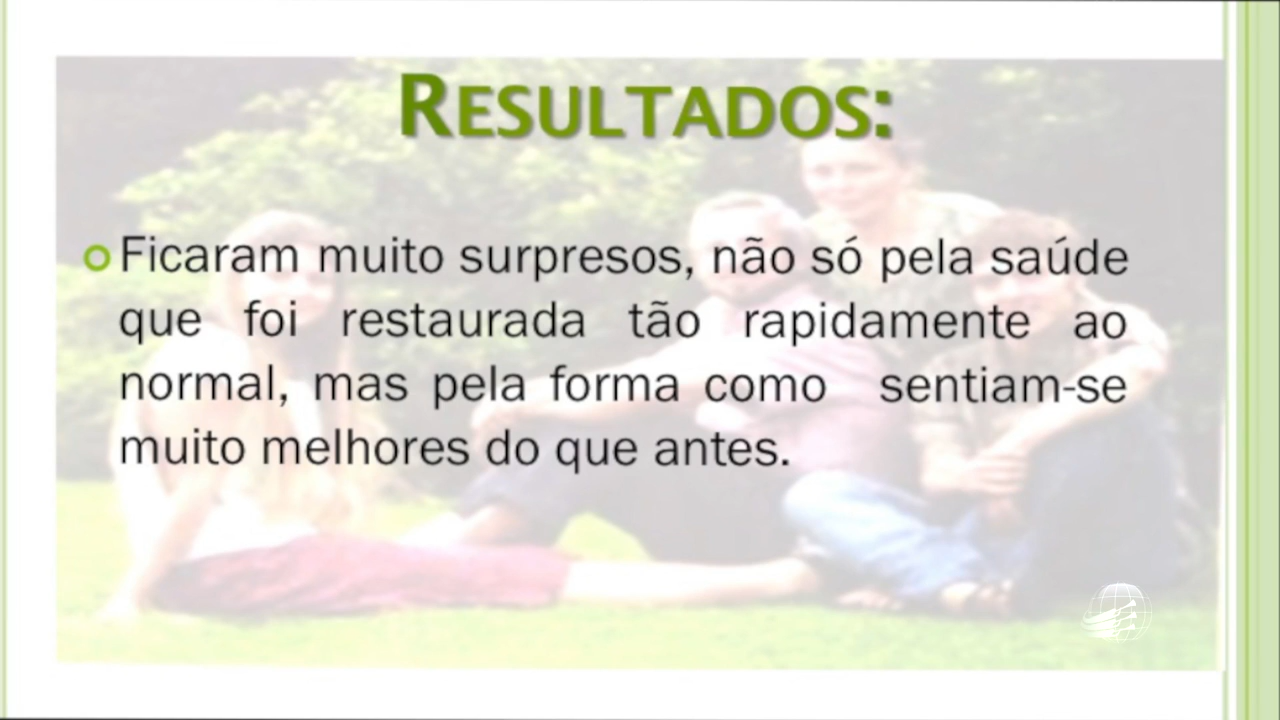 RESULTADOS:
Ficaram muito surpresos, não só pela saúde
que foi restaurada tão rapidamente ao
normal, mas pela forma como sentiam-se
muito melhores do que antes.